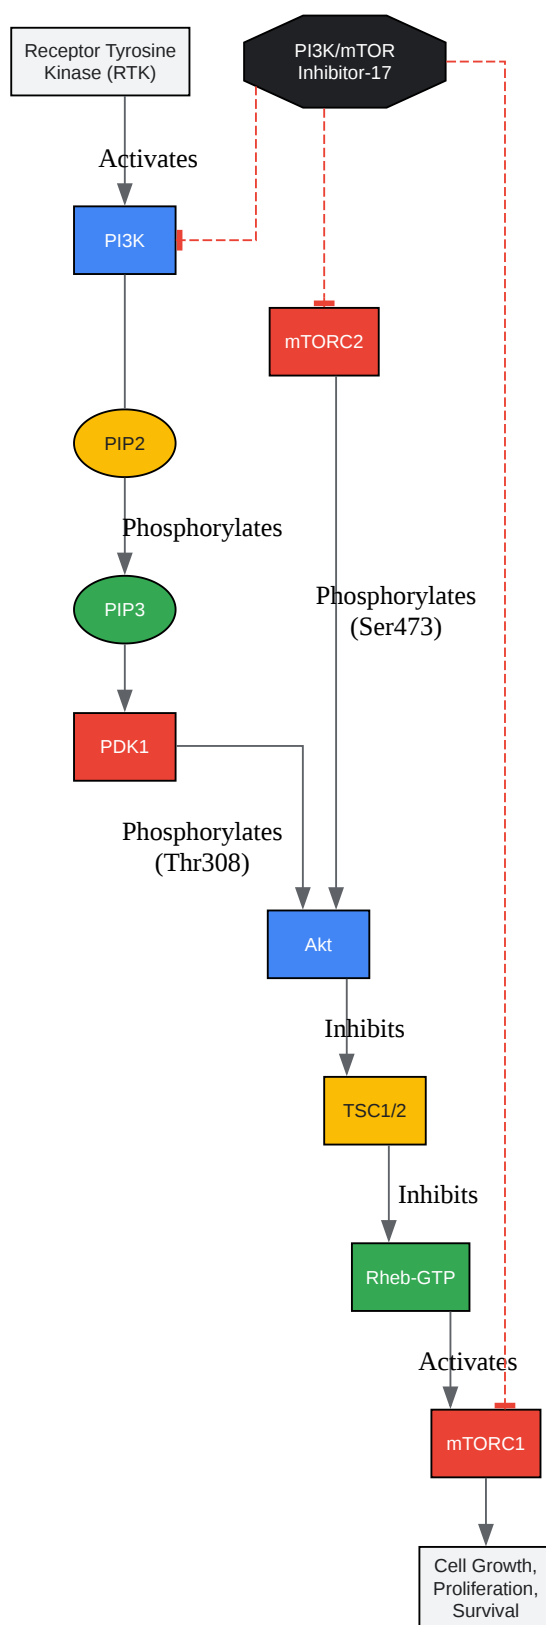 Receptor Tyrosine
Kinase (RTK)
PI3K/mTOR
Inhibitor-17
Activates
PI3K
mTORC2
PIP2
Phosphorylates
PIP3
Phosphorylates
(Ser473)
PDK1
Phosphorylates
(Thr308)
Akt
Inhibits
TSC1/2
Inhibits
Rheb-GTP
Activates
mTORC1
Cell Growth,
Proliferation,
Survival